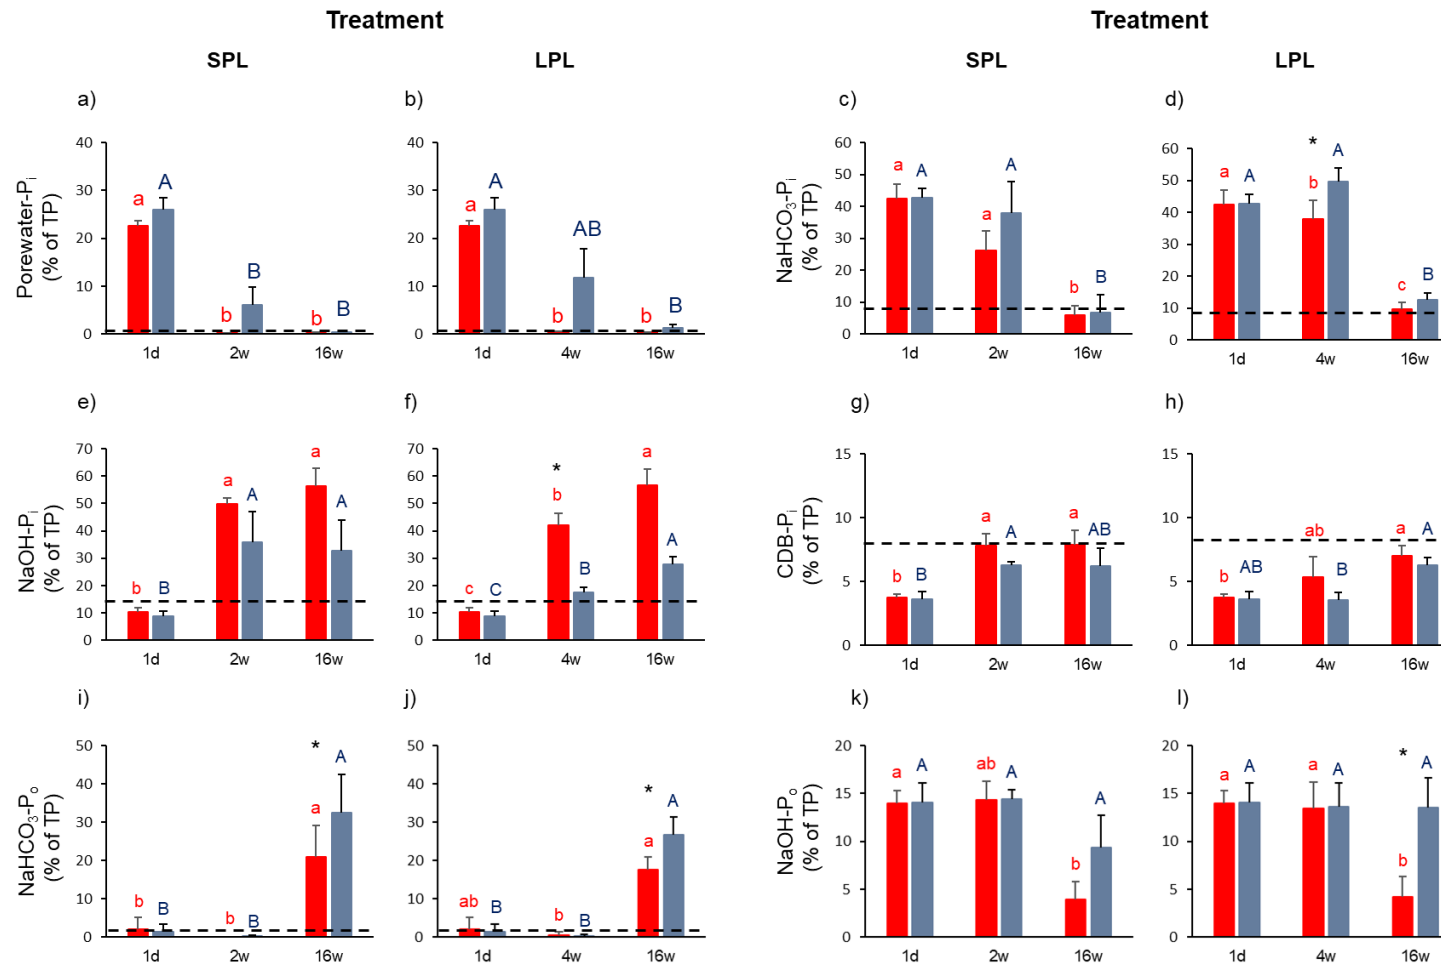 Treatment
Treatment
SPL
LPL
SPL
LPL
a)
b)
c)
d)
Porewater-Pi
(% of TP)
40
30
20
10
0
a
A
b
B
b
B
1d
2w
16w
40
30
20
10
0
a
A
b
AB
b
B
1d
4w
16w
NaHCO3-Pi
(% of TP)
60
50
40
30
20
10
0
a
A
a
A
b
B
1d
2w
16w
60
50
40
30
20
10
0
a
A
*
b
A
c
B
1d
4w
16w
e)
f)
g)
h)
NaOH-Pi
(% of TP)
70
60
50
40
30
20
10
0
b
B
a
A
a
A
1d
2w
16w
70
60
50
40
30
20
10
0
c
C
*
b
B
a
A
1d
4w
16w
CDB-Pi
(% of TP)
15
10
5
0
b
B
a
A
a
AB
1d
2w
16w
15
10
5
0
b
AB
ab
B
a
A
1d
4w
16w
i)
j)
k)
l)
NaHCO3-Po
(% of TP)
50
40
30
20
10
0
b
B
b
B
*
a
A
1d
2w
16w
50
40
30
20
10
0
ab
B
b
B
*
a
A
1d
4w
16w
NaOH-Po
(% of TP)
20
15
10
5
0
a
A
ab
A
b
A
1d
2w
16w
20
15
10
5
0
a
A
a
A
*
b
A
1d
4w
16w